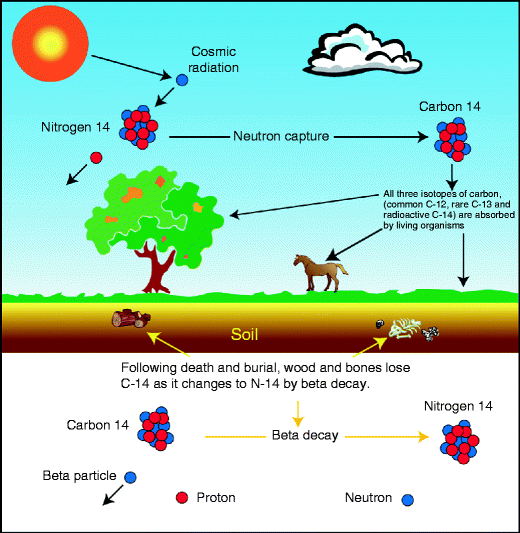 Cosmic
radiation
Nitrogen 14
Neutron capture
Carbon 14
All three isotopes of carbon,
(common C-12, rare C-13 and
radioactive C-14) are absorbed
by living organisms
Soil
Following death and burial, wood and bones lose
C-14 as it changes to N-14 by beta decay.
Carbon 14
Beta decay
Nitrogen 14
Beta particle
Proton
Neutron